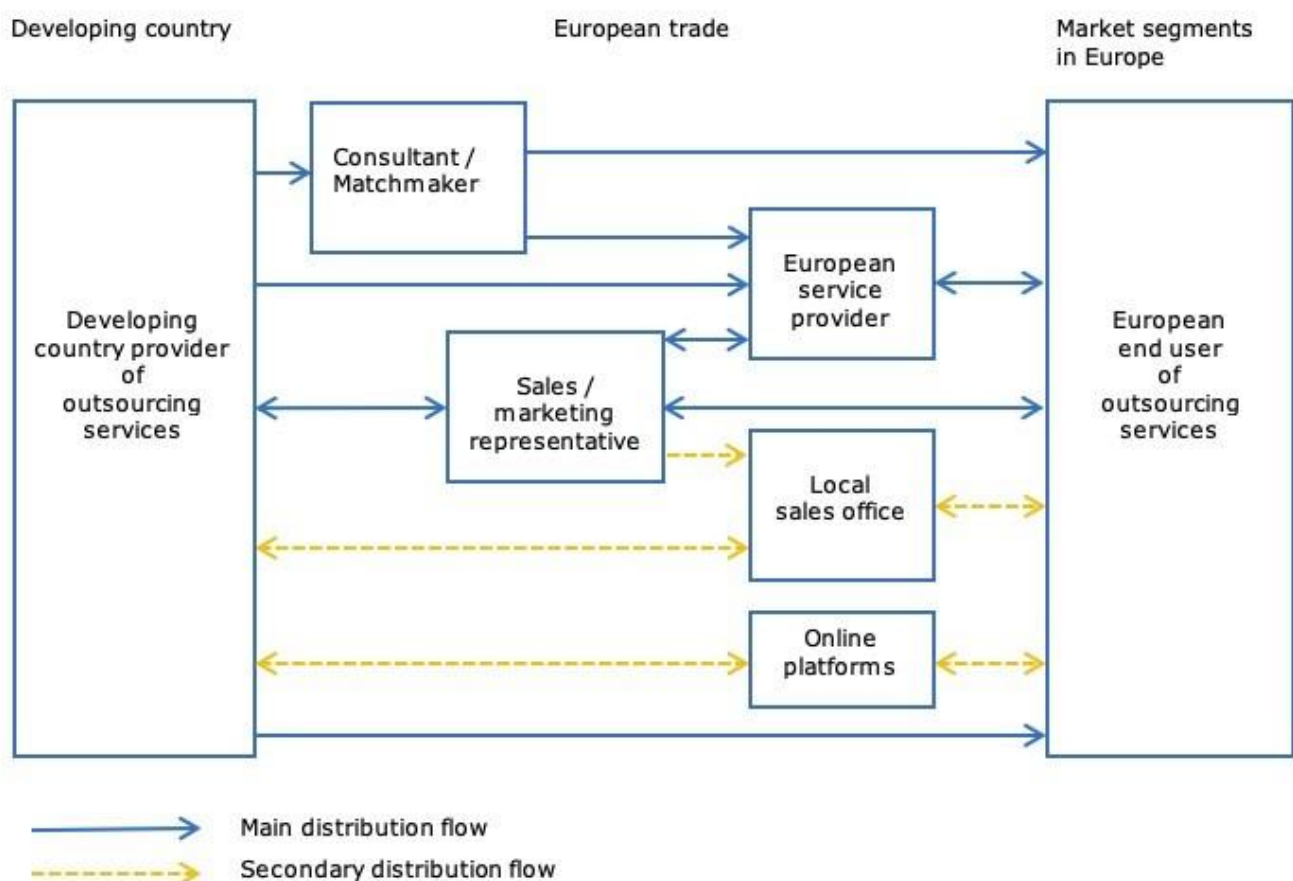 Developing country
European trade
Market segments
in Europe
Consultant /
Matchmaker
European
service
provider
Developing
country provider
of
outsourcing
services
European
end user
of
outsourcing
services
Sales /
marketing
representative
Local
sales office
Online
platforms
Main distribution flow
Secondary distribution flow